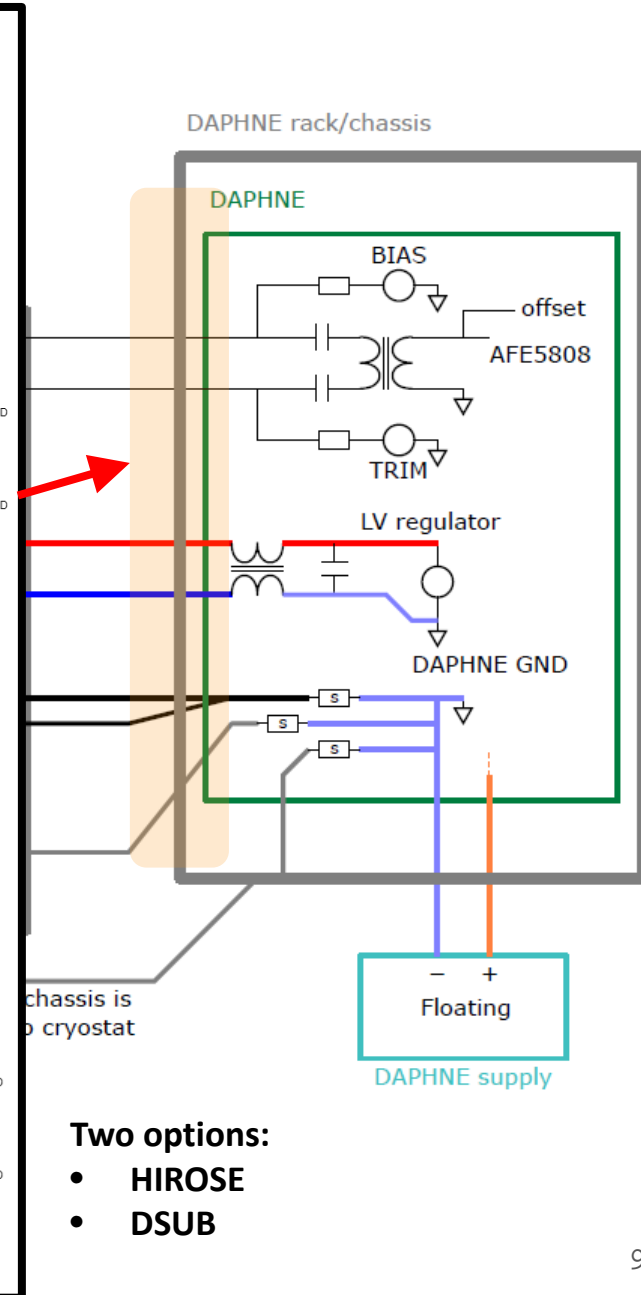 DAPHNE rack/chassis
DAPHNE
BIAS
offset
AFE5808
D
TRIM
D
LV regulator
DAPHNE GND
s
s
s
− +
Floating
chassis is
o cryostat
DAPHNE supply
D
Two options:
• HIROSE
D
• DSUB
9